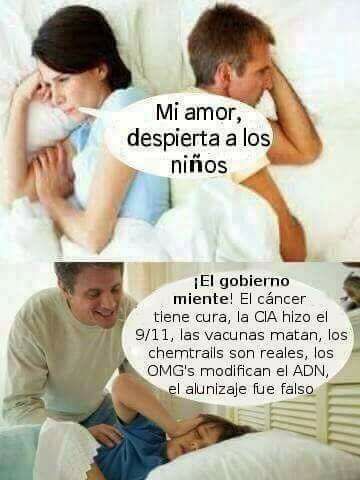 Mi amor,
despierta a los
niños
¡El gobierno
miente! El cáncer
tiene cura, la CIA hizo el
9/11, las vacunas matan, los
chemtrails son reales, los
OMG's modifican el ADN,
el alunizaje fue falso